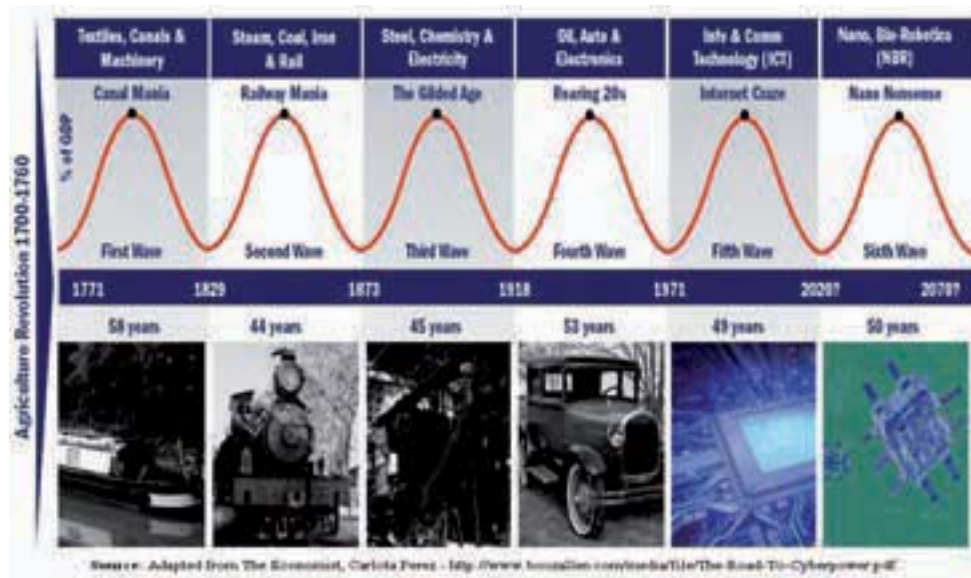 Agriculture Revolution 1700-1760
% of GDP
Textiles, Canals &
Machinery
Steam, Coal, Iron
& Rail
Steel, Chemistry &
Electricity
Oil, Auto &
Electronics
Info & Comm
Technology (ICT)
Nano, Bio-Robotics
(NBR)
Canal Mania
Railway Mania
The Gilded Age
Roaring 20s
Internet Craze
Nano Nonsense
First Wave
Second Wave
Third Wave
Fourth Wave
Fifth Wave
Sixth Wave
1771
1829
1873
1918
1971
2020?
2070?
58 years
44 years
45 years
53 years
49 years
50 years
Source: Adapted from The Economist, Carlota Perez - http://www.